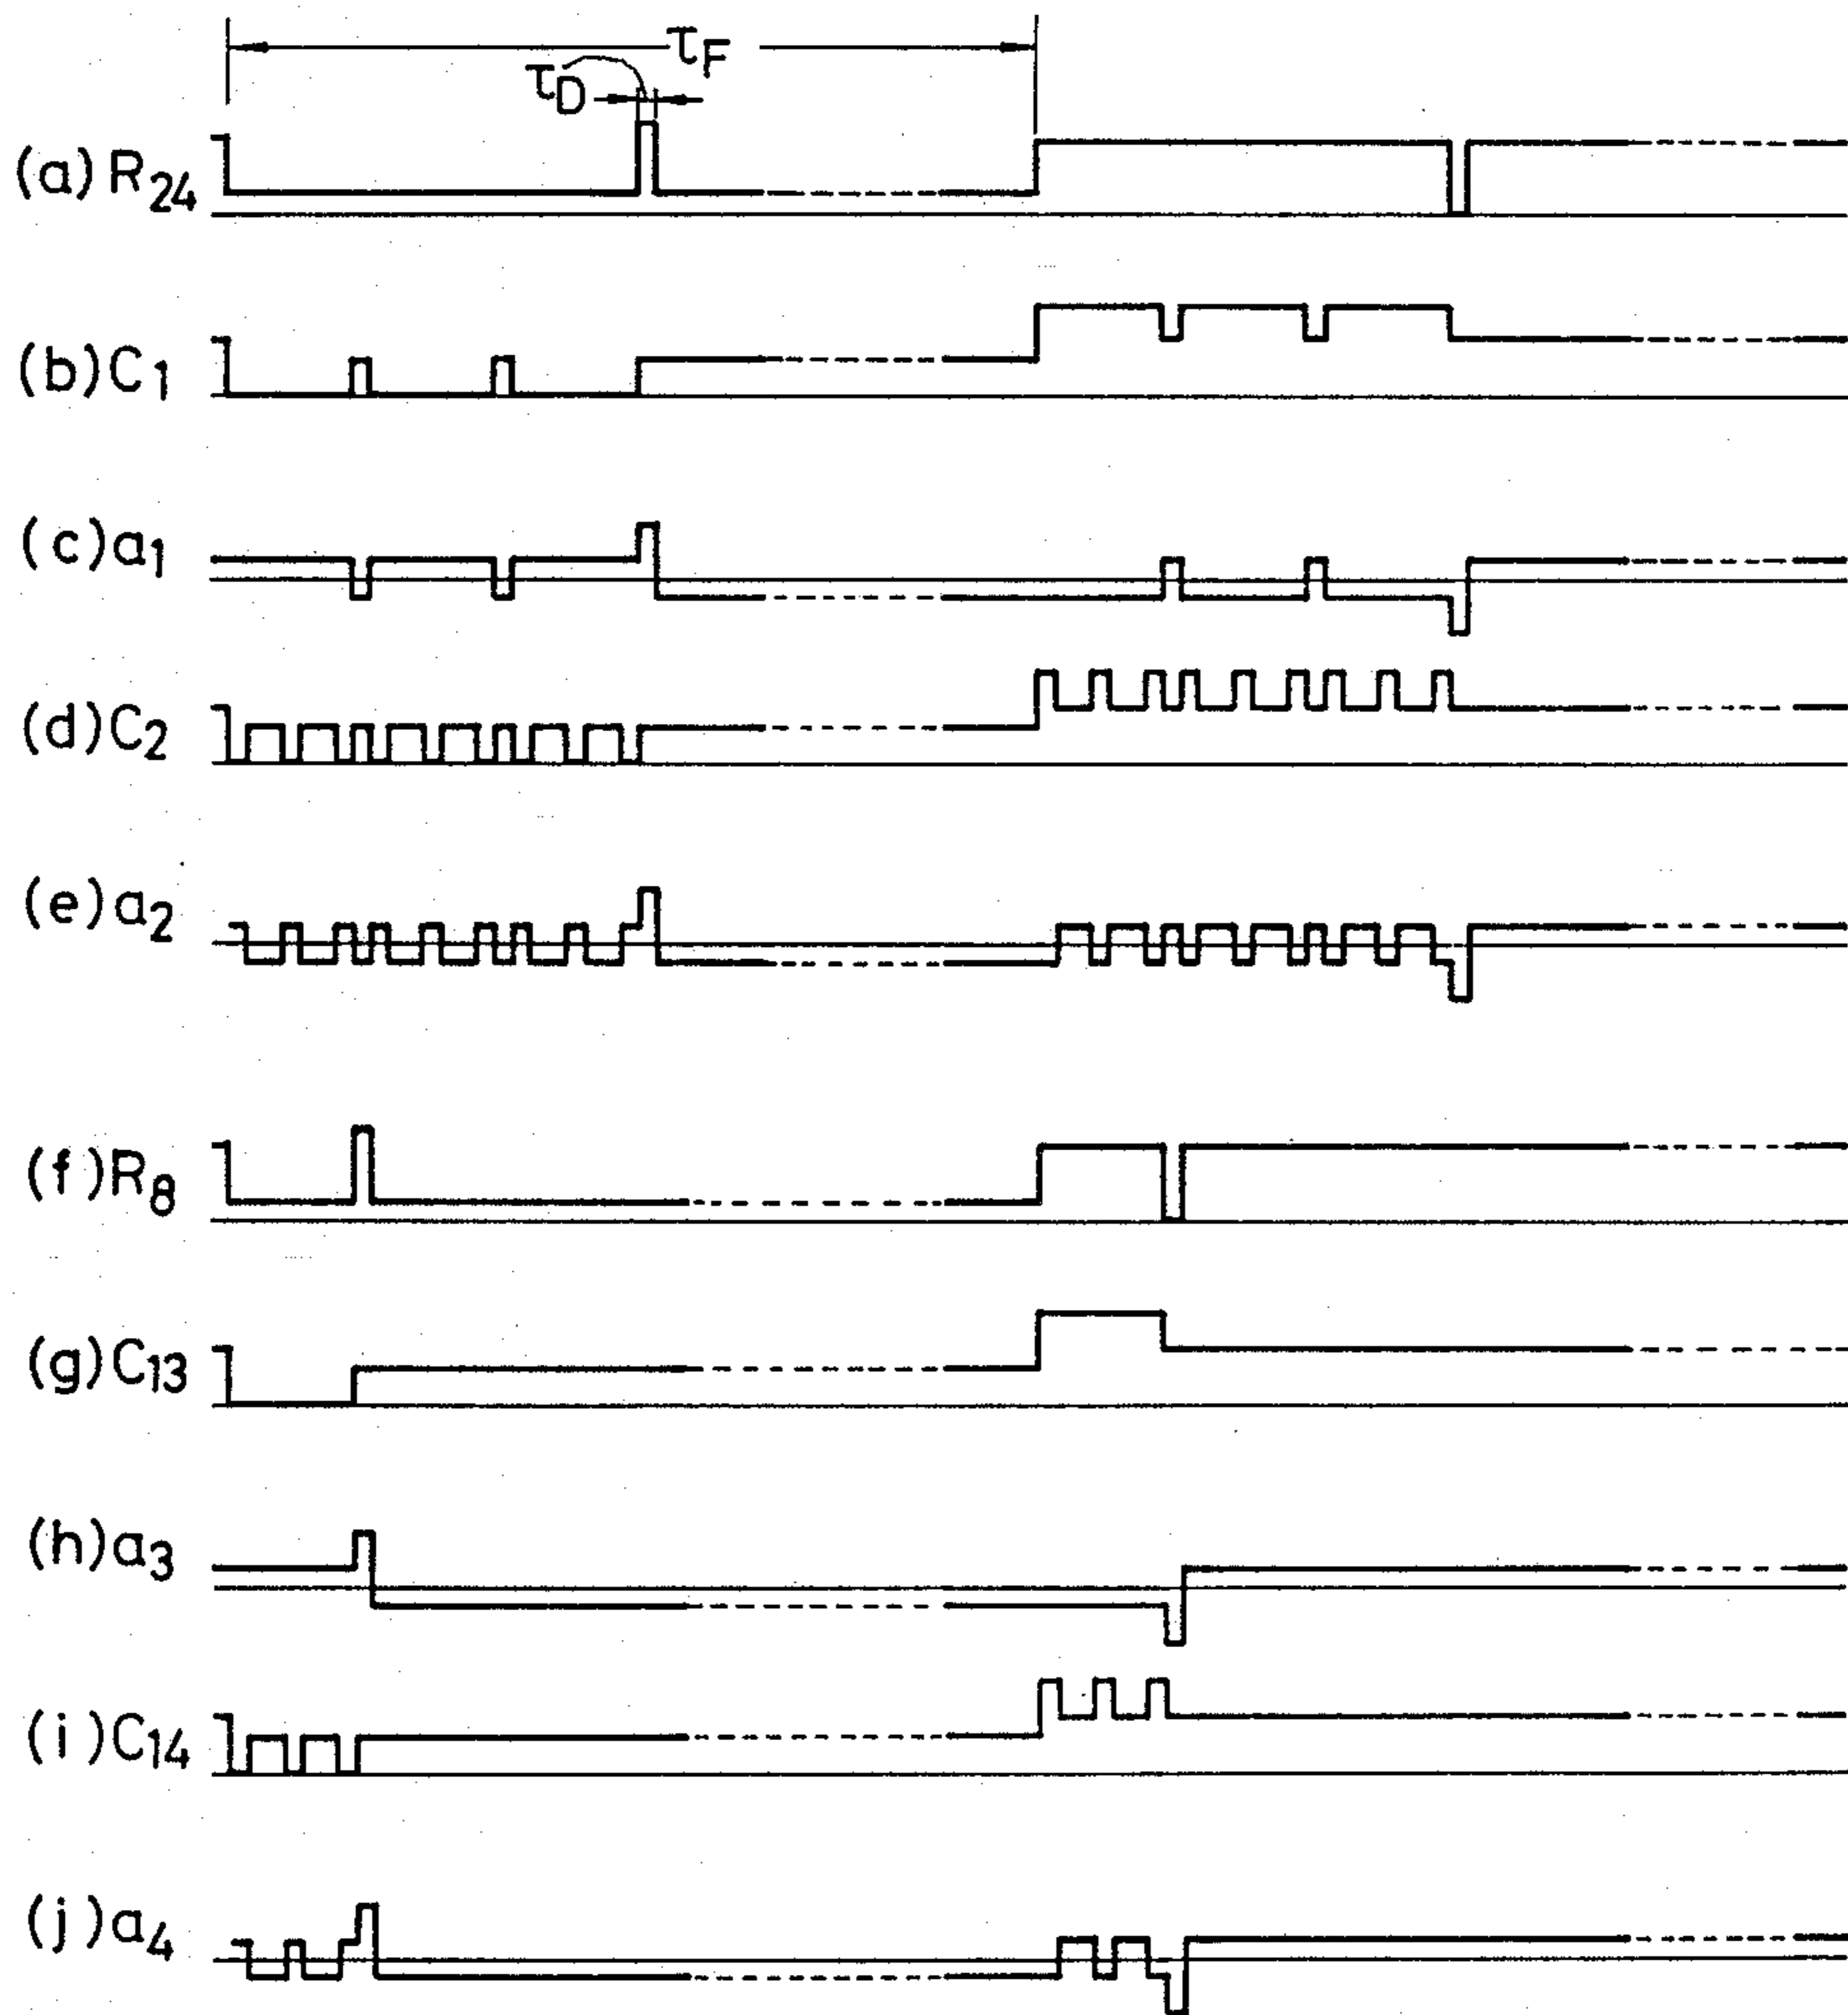 τF
τD
(a) R24
(b) C1
(c) a1
(d) C2
(e) a2
(f) R8
(g) C13
(h) a3
(i) C14
(j) a4